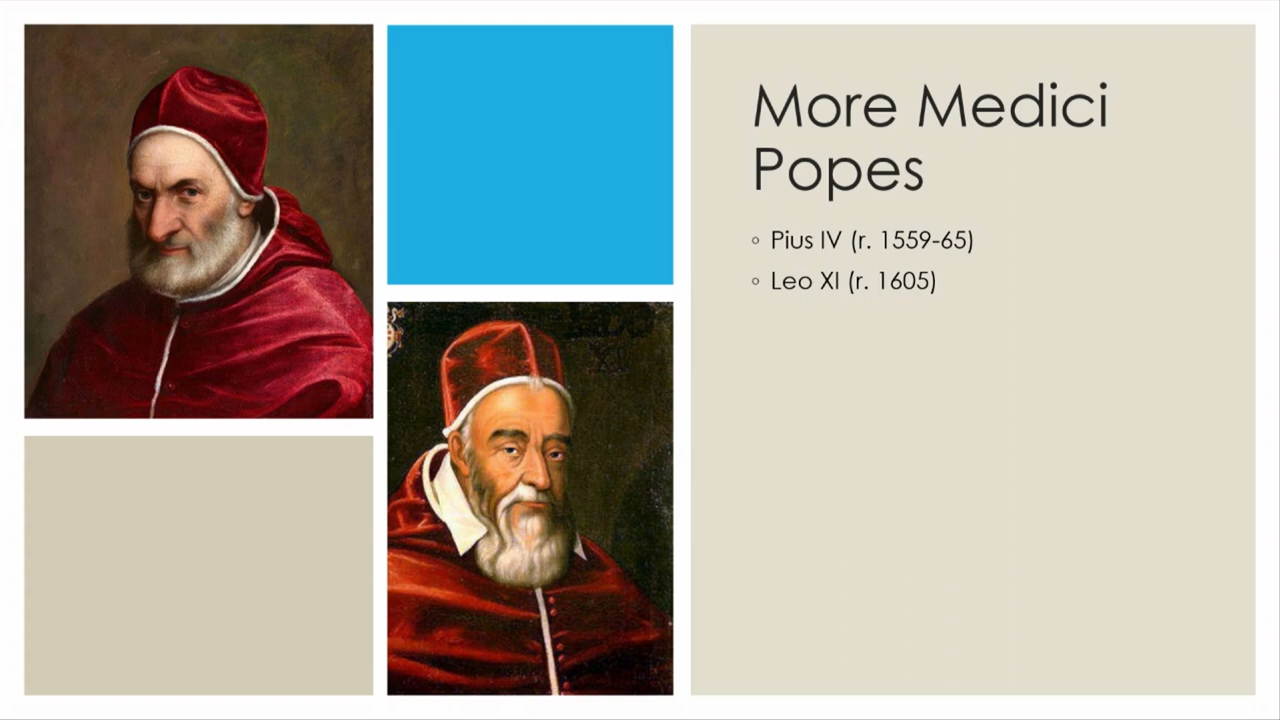 More Medici
Popes
◦ Pius IV (r. 1559-65)
◦ Leo XI (r. 1605)